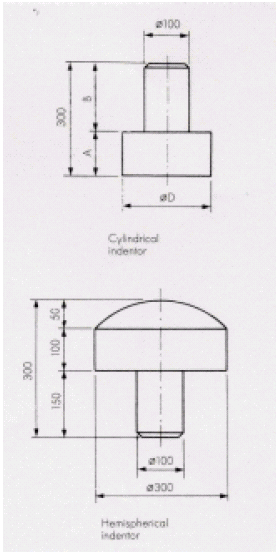 ø100
300
B
A
øD
Cylindrical
indentor
50
300
100
150
ø100
ø300
Hemispherical
indentor